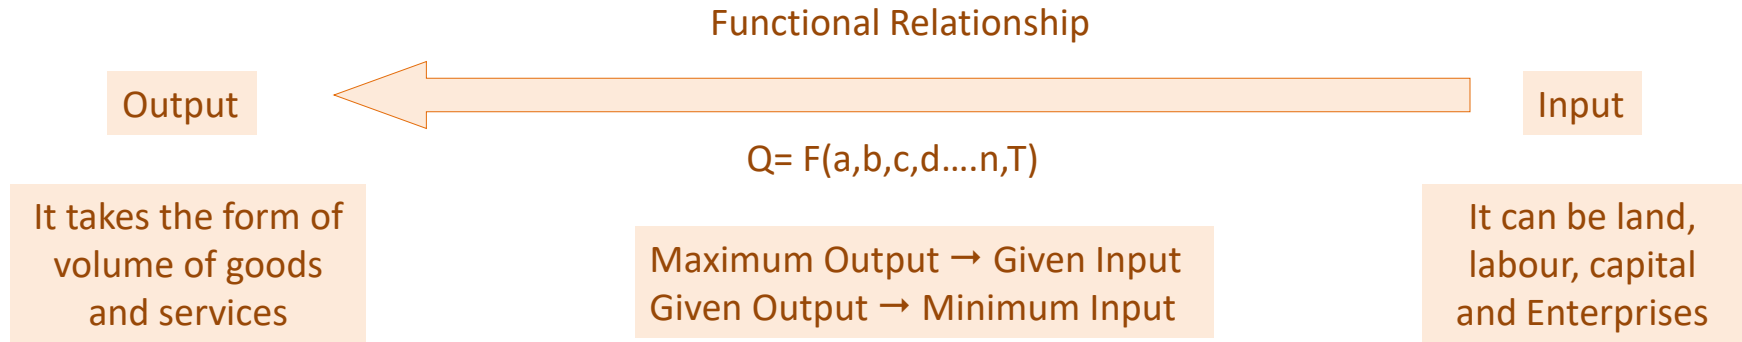 Functional Relationship
Output
Input
Q= F(a,b,c,d....n,T)
It takes the form of
volume of goods
and services
Maximum Output → Given Input
Given Output → Minimum Input
It can be land,
labour, capital
and Enterprises